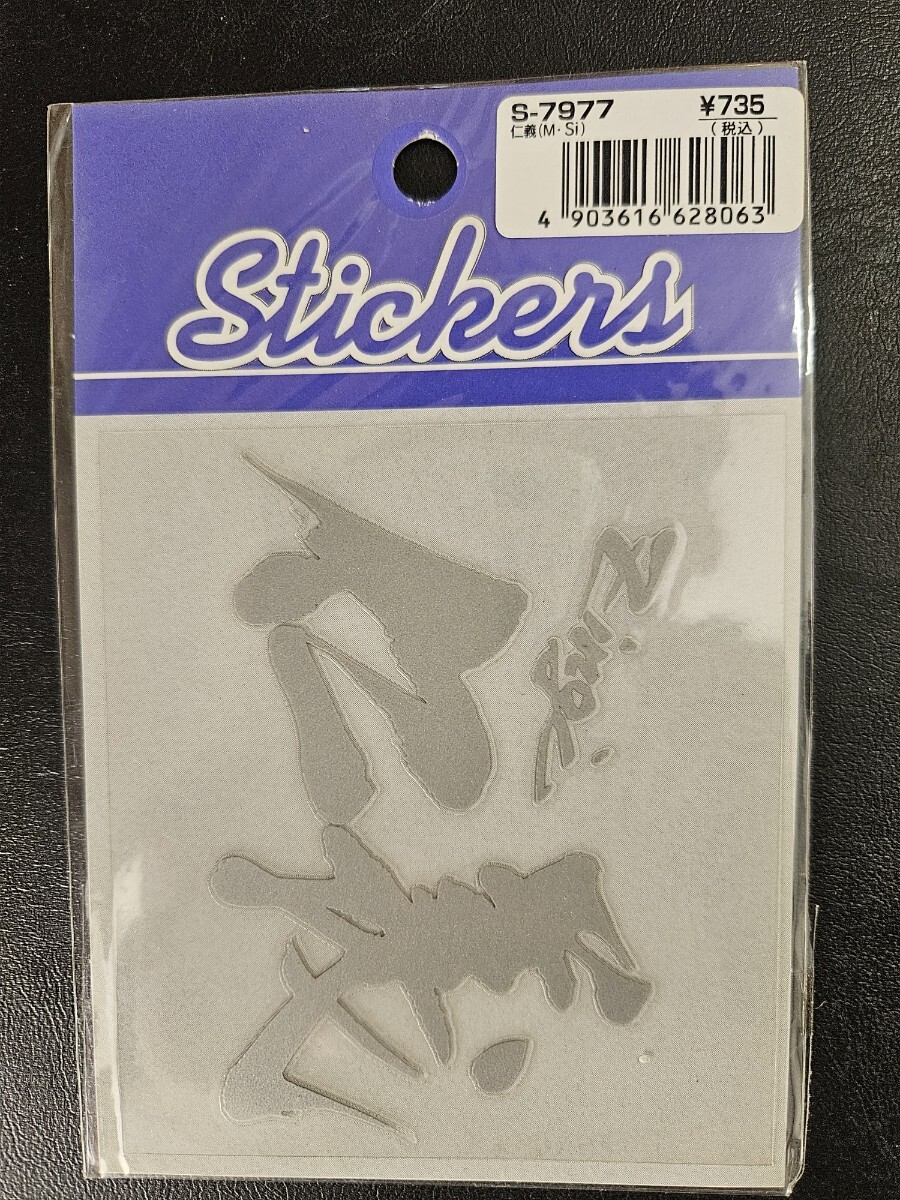 S-7977 ¥735
仁義(M・Si) (税込)
4 903616 628063
Stickers
仁義